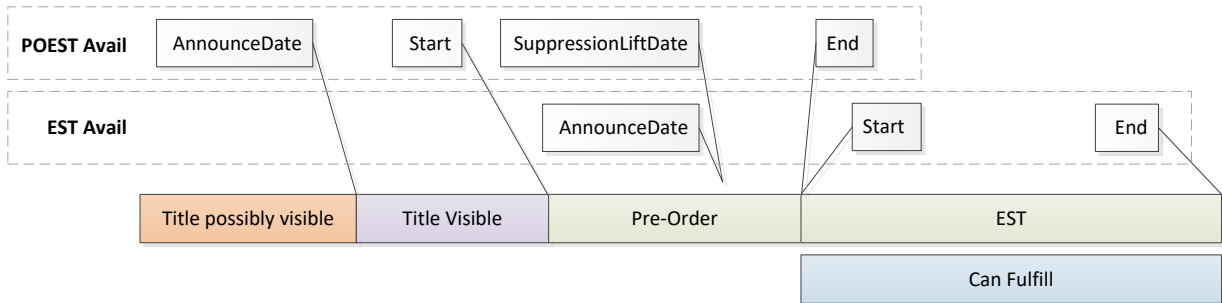 POEST Avail AnnounceDate Start SuppressionLiftDate End
EST Avail AnnounceDate Start End
Title possibly visible Title Visible Pre-Order EST
Can Fulfill